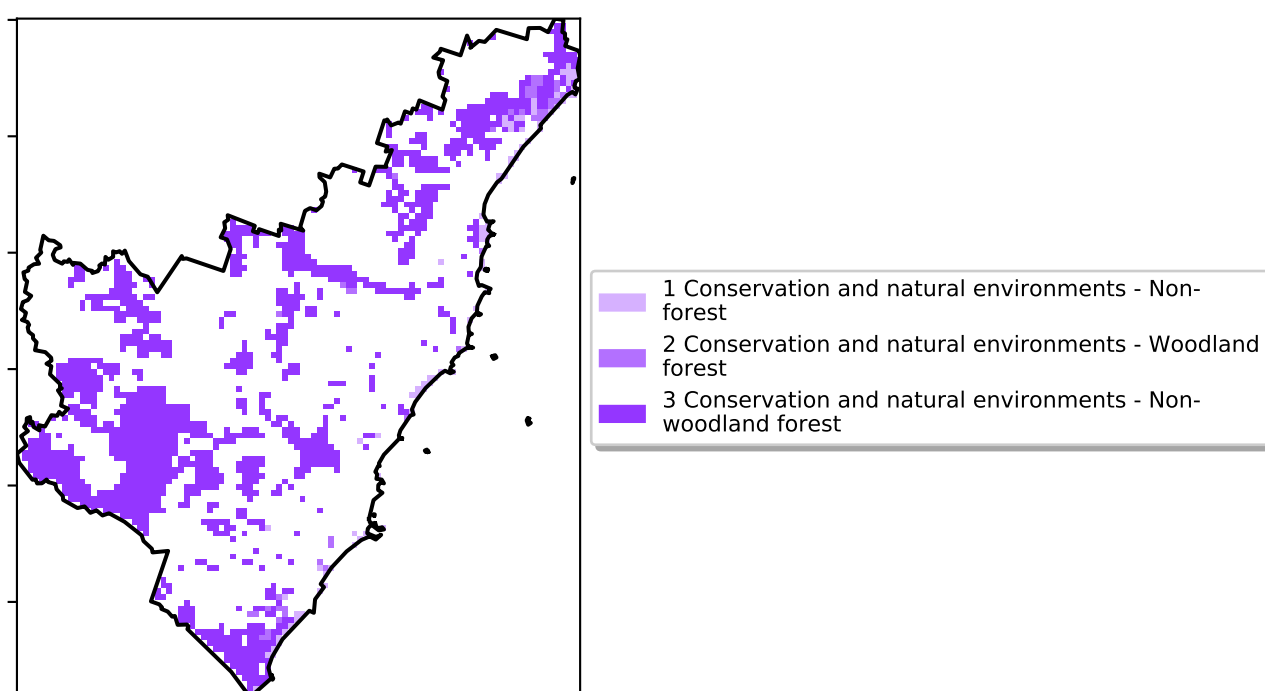 1 Conservation and natural environments - Non-
forest
2 Conservation and natural environments - Woodland
forest
3 Conservation and natural environments - Non-
woodland forest